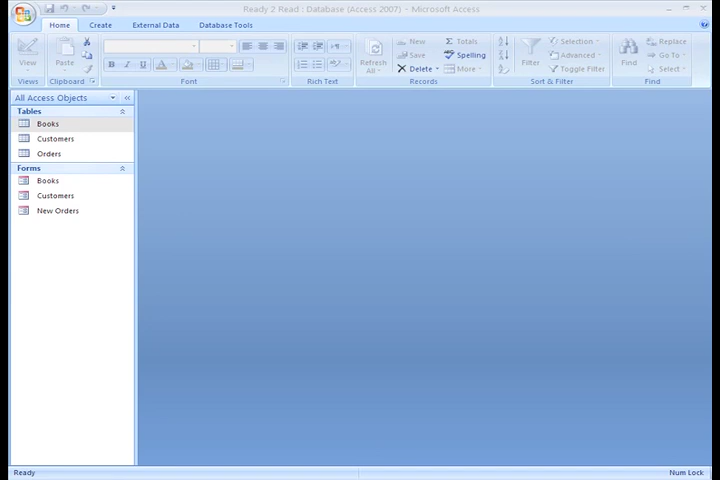 Ready 2 Read : Database (Access 2007) - Microsoft Access
Home Create External Data Database Tools
View Paste B I U Refresh All New Save Delete Totals Spelling More Filter Selection Advanced Toggle Filter Find Replace Go To Select
Views Clipboard Font Rich Text Records Sort & Filter Find
All Access Objects
Tables
Books
Customers
Orders
Forms
Books
Customers
New Orders
Ready Num Lock